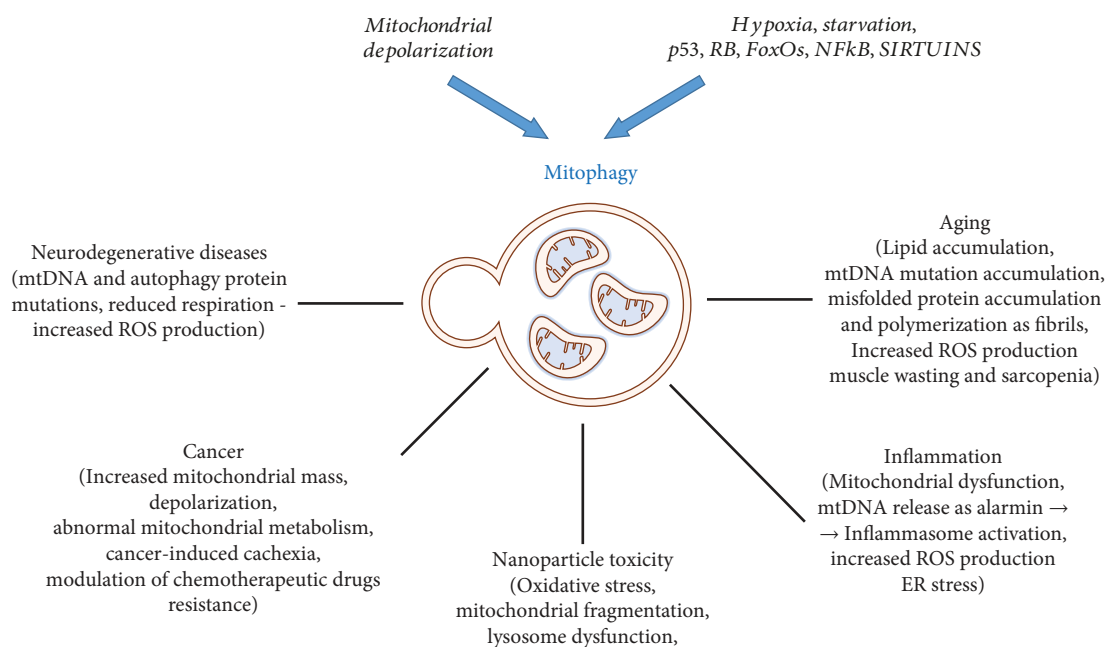 Mitochondrial
depolarization
Hypoxia, starvation,
p53, RB, FoxOs, NFkB, SIRTUINS
Mitophagy
Neurodegenerative diseases
(mtDNA and autophagy protein
mutations, reduced respiration -
increased ROS production)
Aging
(Lipid accumulation,
mtDNA mutation accumulation,
misfolded protein accumulation
and polymerization as fibrils,
Increased ROS production
muscle wasting and sarcopenia)
Cancer
(Increased mitochondrial mass,
depolarization,
abnormal mitochondrial metabolism,
cancer-induced cachexia,
modulation of chemotherapeutic drugs
resistance)
Nanoparticle toxicity
(Oxidative stress,
mitochondrial fragmentation,
lysosome dysfunction,
Inflammation
(Mitochondrial dysfunction,
mtDNA release as alarmin →
→ Inflammasome activation,
increased ROS production
ER stress)